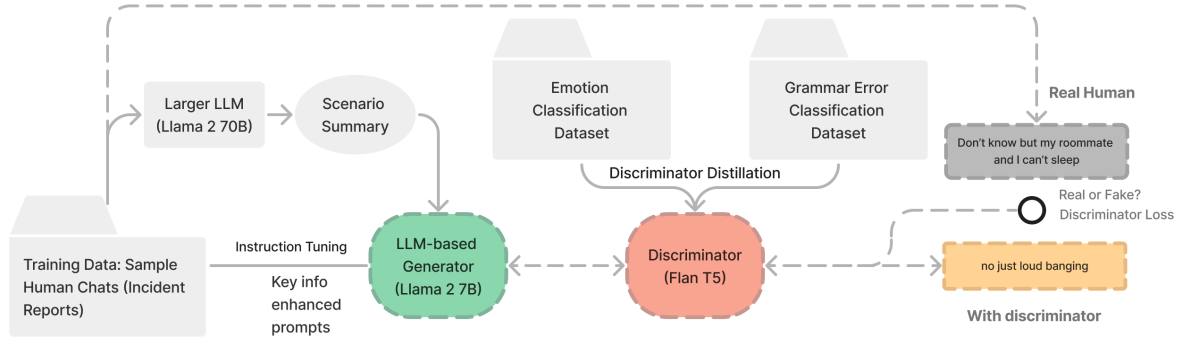 Larger LLM
(Llama 2 70B)
Scenario
Summary
Emotion
Classification
Dataset
Grammar Error
Classification
Dataset
Real Human
Don't know but my roommate
and I can't sleep
Discriminator Distillation
Real or Fake?
Discriminator Loss
Training Data: Sample
Human Chats (Incident
Reports)
Instruction Tuning
Key info
enhanced
prompts
LLM-based
Generator
(Llama 2 7B)
Discriminator
(Flan T5)
no just loud banging
With discriminator